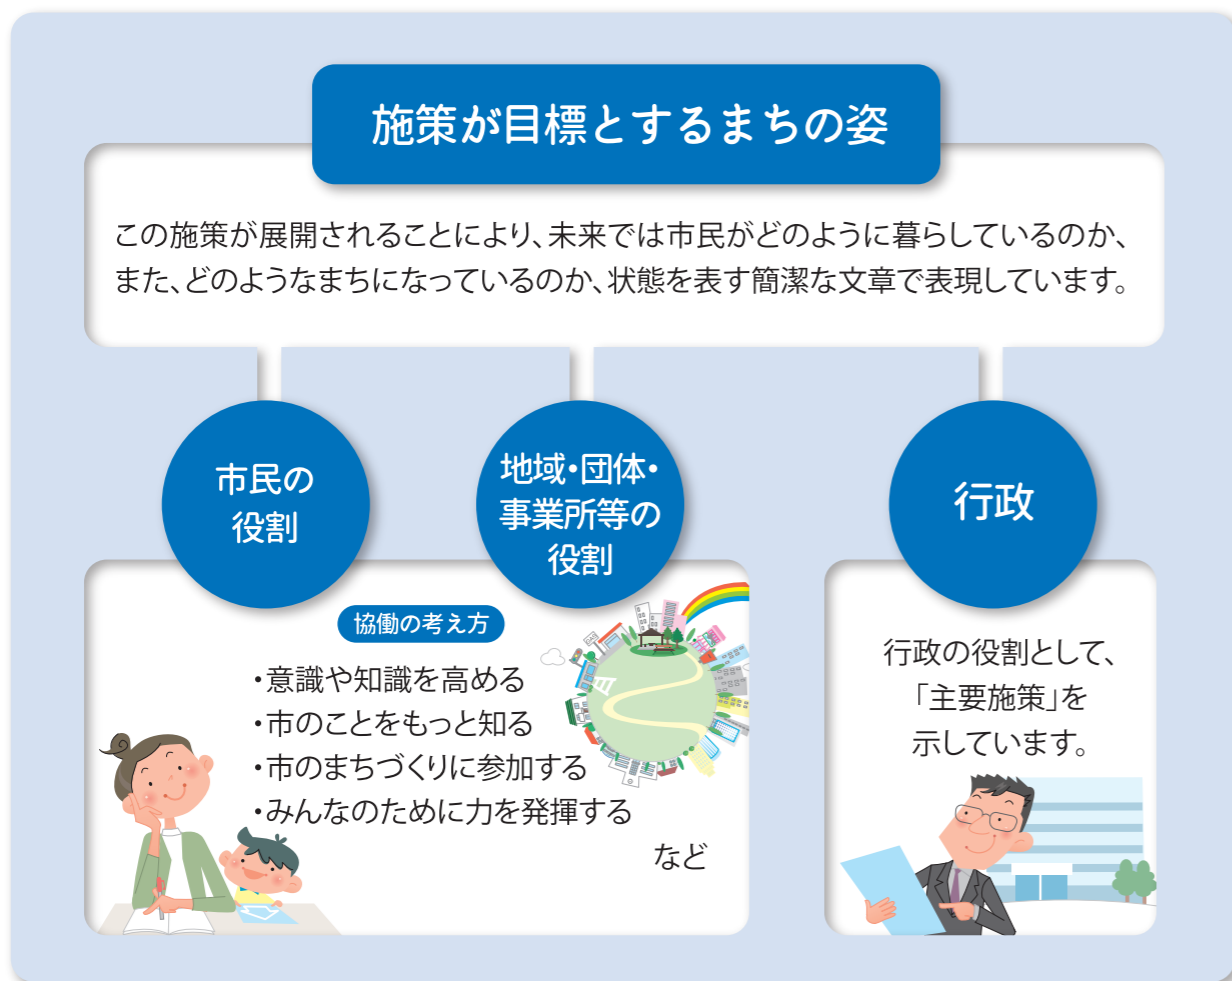 施策が目標とするまちの姿
この施策が展開されることにより、未来では市民がどのように暮らしているのか、
また、どのようなまちになっているのか、状態を表す簡潔な文章で表現しています。
市民の
役割
地域・団体・
事業所等の
役割
協働の考え方
・意識や知識を高める
・市のことをもっと知る
・市のまちづくりに参加する
・みんなのために力を発揮する
など
行政
行政の役割として、
「主要施策」を
示しています。